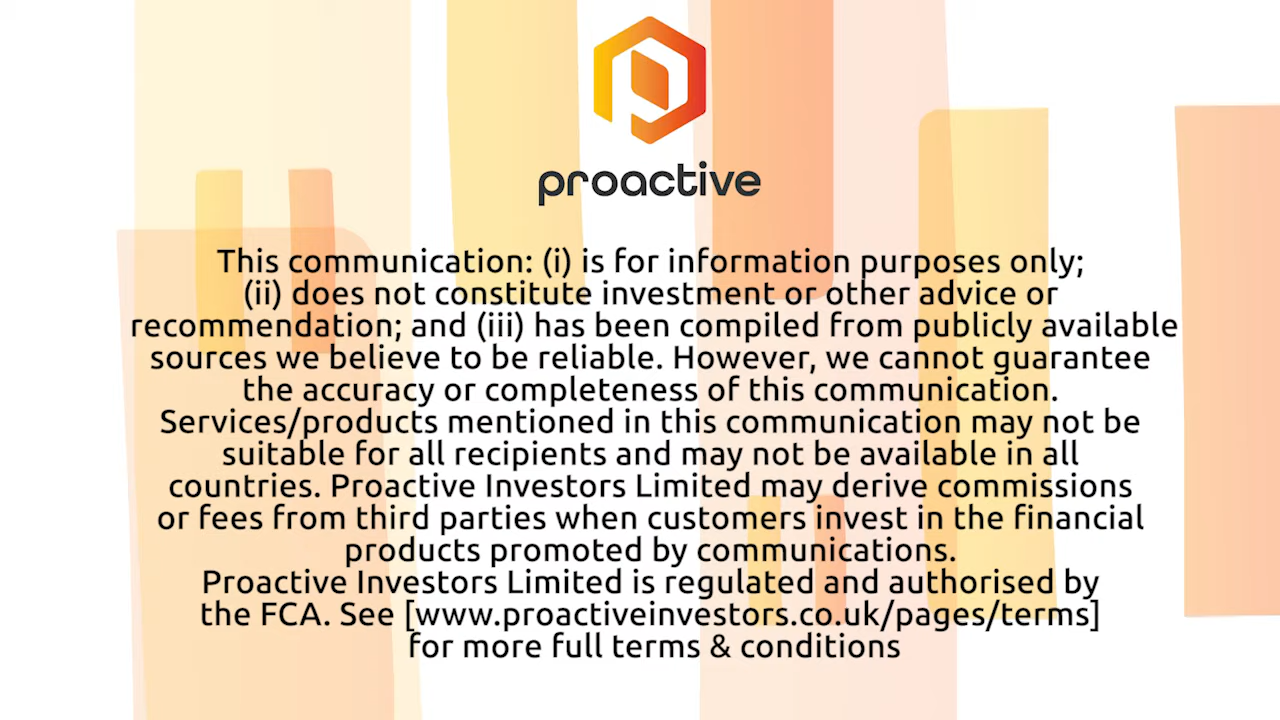 proactive
This communication: (i) is for information purposes only;
(ii) does not constitute investment or other advice or
recommendation; and (iii) has been compiled from publicly available
sources we believe to be reliable. However, we cannot guarantee
the accuracy or completeness of this communication.
Services/products mentioned in this communication may not be
suitable for all recipients and may not be available in all
countries. Proactive Investors Limited may derive commissions
or fees from third parties when customers invest in the financial
products promoted by communications.
Proactive Investors Limited is regulated and authorised by
the FCA. See [www.proactiveinvestors.co.uk/pages/terms]
for more full terms & conditions